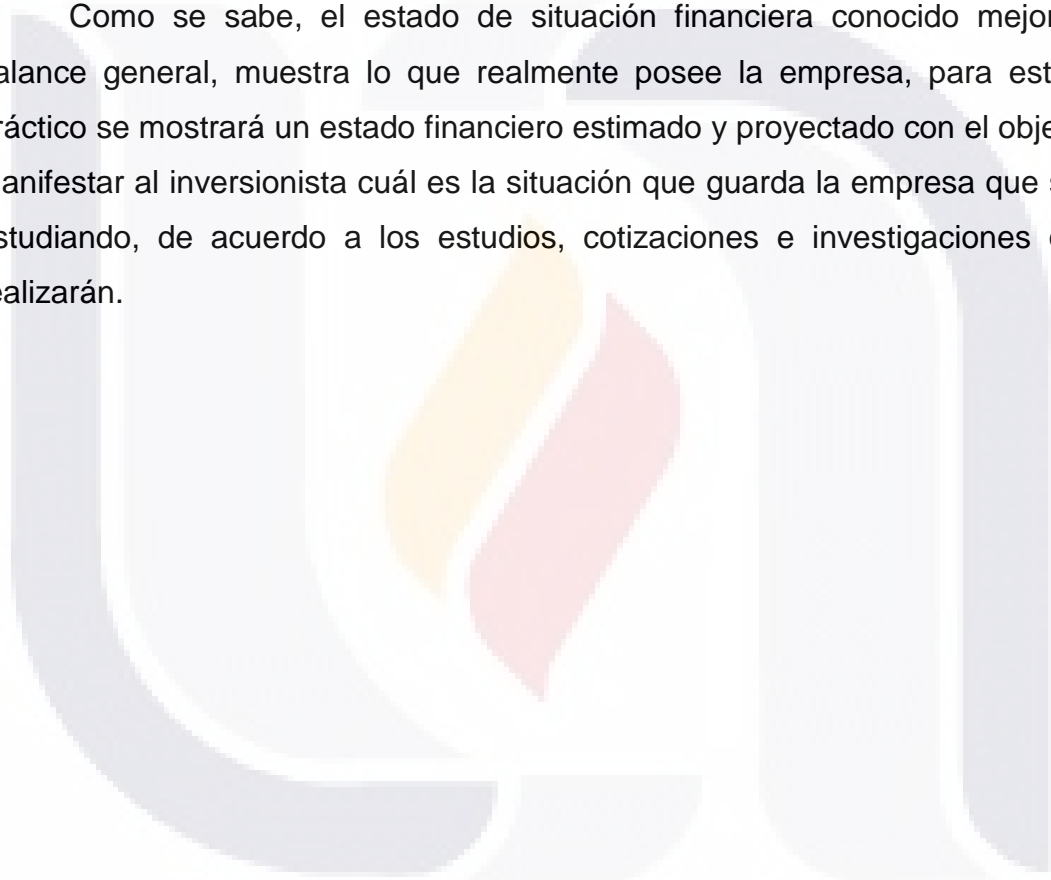 Como se sabe, el estado de situación financiera conocido mejor
alance general, muestra lo que realmente posee la empresa, para est
ráctico se mostrará un estado financiero estimado y proyectado con el obje
anifestar al inversionista cuál es la situación que guarda la empresa que s
studiando, de acuerdo a los estudios, cotizaciones e investigaciones
ealizarán.